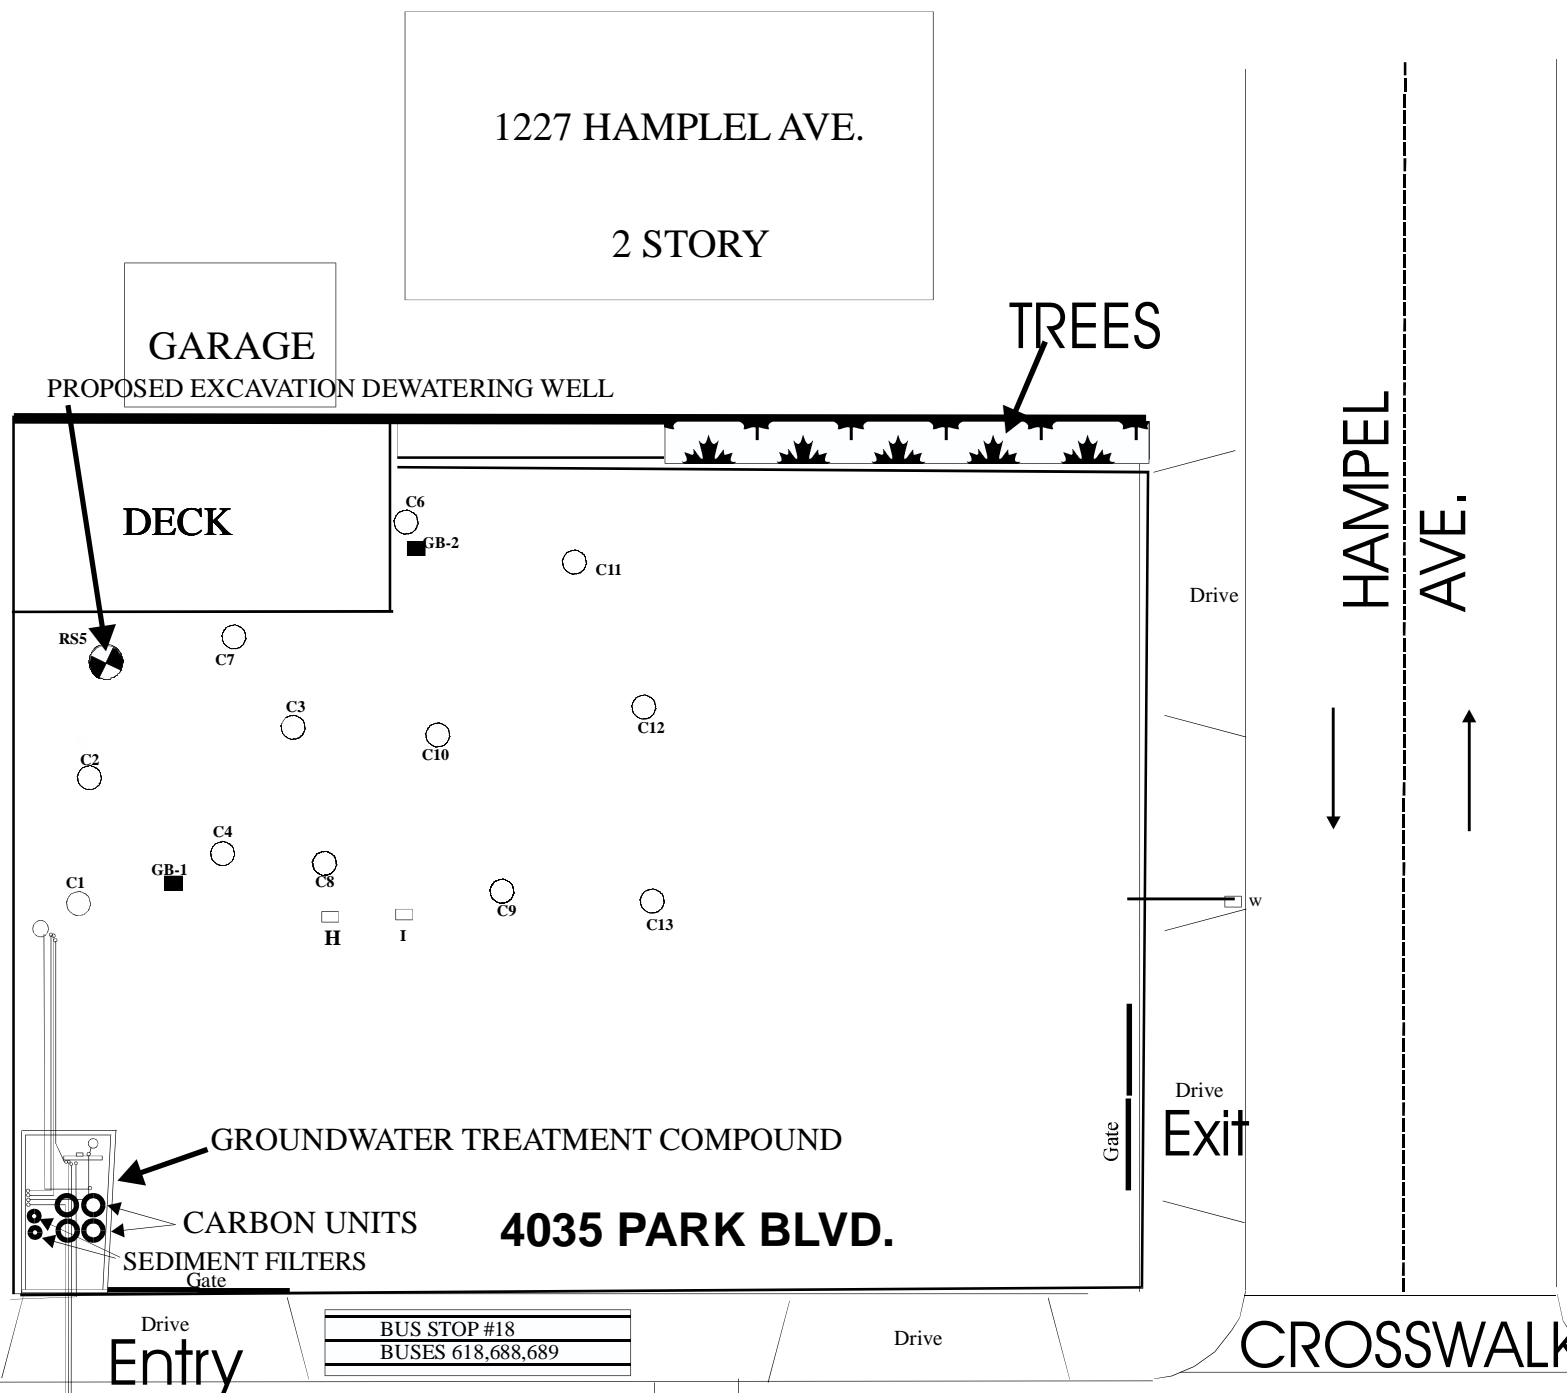 1227 HAMPLEL AVE.
2 STORY
GARAGE
TREES
PROPOSED EXCAVATION DEWATERING WELL
HAMPEL
AVE.
DECK
C6
GB-2
C11
Drive
RS5
C7
C3
C12
C10
C2
C4
GB-1
C8
C1
C9
C13
W
H
I
Drive
Exit
Gate
GROUNDWATER TREATMENT COMPOUND
CARBON UNITS
4035 PARK BLVD.
SEDIMENT FILTERS
Gate
Drive
Entry
BUS STOP #18
BUSES 618,688,689
Drive
CROSSWALK